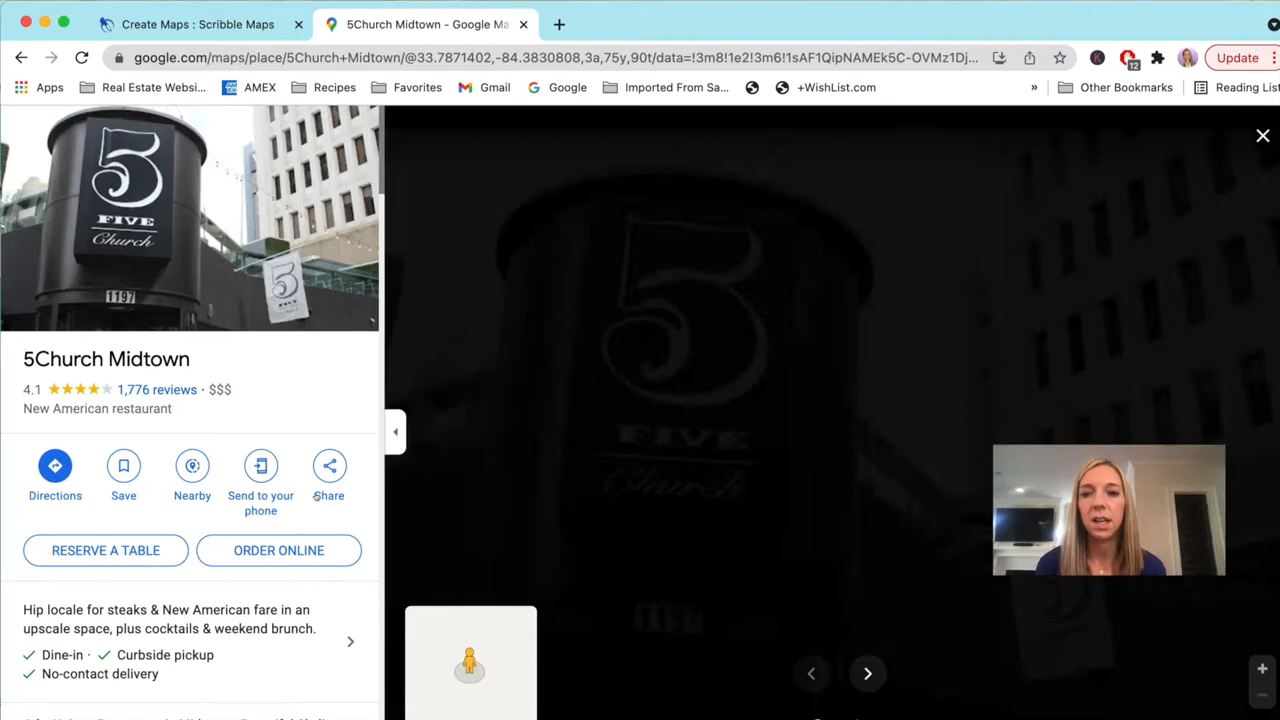 Create Maps : Scribble Maps
5Church Midtown - Google Ma
google.com/maps/place/5Church+Midtown/@33.7871402,-84.3830808,3a,75y,90t/data=!3m8!1e2!3m6!1sAF1QipNAMEk5C-OVMz1Dj...
K
12
Update
Apps
Real Estate Websi...
AMEX
Recipes
Favorites
Gmail
Google
Imported From Sa...
+WishList.com
»
Other Bookmarks
Reading List
5
FIVE
Church
1197
5
5
FIVE
Church
5Church Midtown
4.1 1,776 reviews · $$$
New American restaurant
Directions
Save
Nearby
Send to your
phone
Share
RESERVE A TABLE
ORDER ONLINE
Hip locale for steaks & New American fare in an
upscale space, plus cocktails & weekend brunch.
Dine-in · Curbside pickup
No-contact delivery